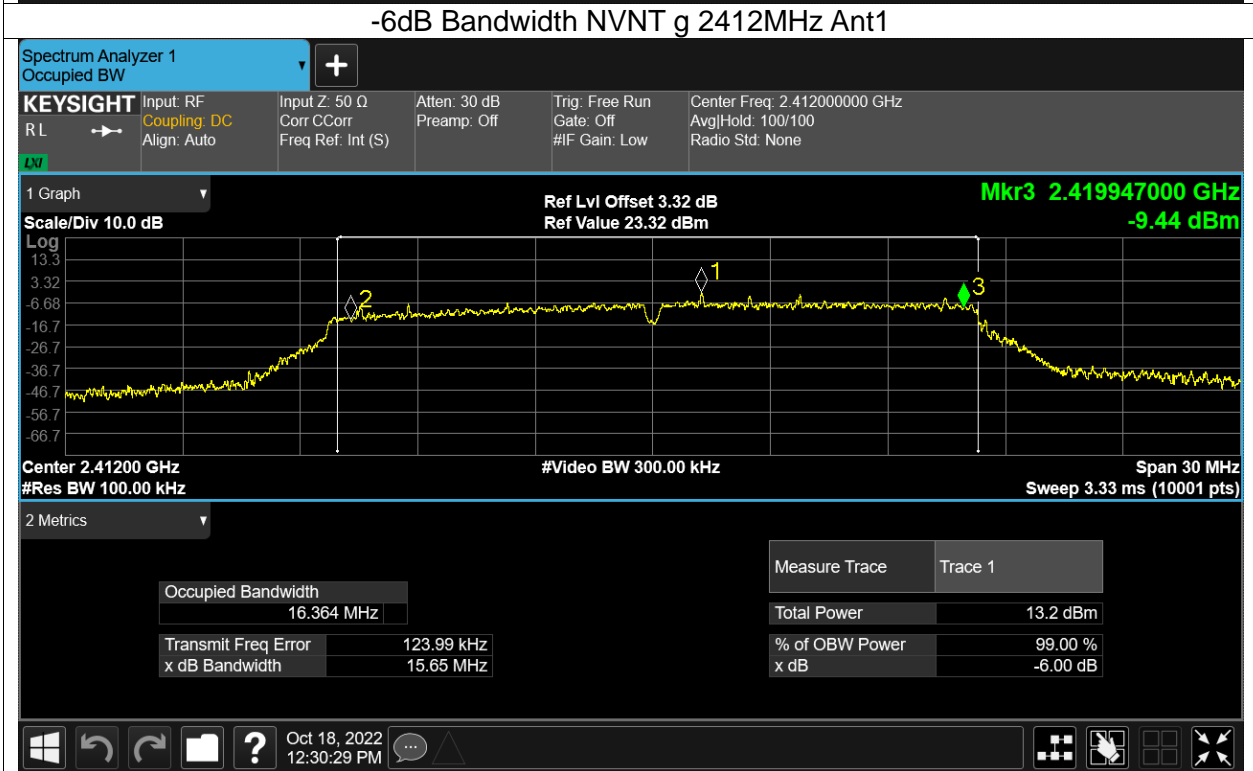 -6dB Bandwidth NVNT g 2412MHz Ant1
Spectrum Analyzer 1
Occupied BW
KEYSIGHT
R L
LXI
Input: RF
Coupling: DC
Align: Auto
Input Z: 50 Ω
Corr CCorr
Freq Ref: Int (S)
Atten: 30 dB
Preamp: Off
Trig: Free Run
Gate: Off
#IF Gain: Low
Center Freq: 2.412000000 GHz
Avg|Hold: 100/100
Radio Std: None
1 Graph
Scale/Div 10.0 dB
Ref Lvl Offset 3.32 dB
Ref Value 23.32 dBm
Mkr3 2.419947000 GHz
-9.44 dBm
Log
13.3
3.32
-6.68
-16.7
-26.7
-36.7
-46.7
-56.7
-66.7
2
1
3
Center 2.41200 GHz
#Res BW 100.00 kHz
#Video BW 300.00 kHz
Span 30 MHz
Sweep 3.33 ms (10001 pts)
2 Metrics
Occupied Bandwidth
16.364 MHz
Transmit Freq Error 123.99 kHz
x dB Bandwidth 15.65 MHz
Measure Trace Trace 1
Total Power 13.2 dBm
% of OBW Power 99.00 %
x dB -6.00 dB
?
Oct 18, 2022
12:30:29 PM